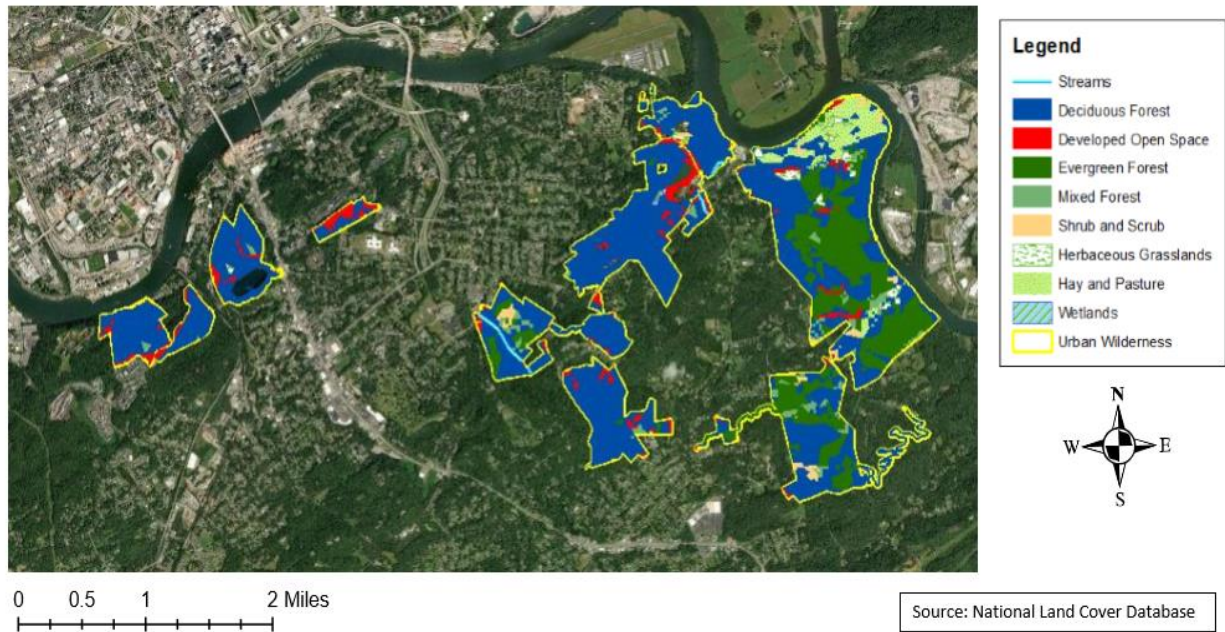 Legend
Streams
Deciduous Forest
Developed Open Space
Evergreen Forest
Mixed Forest
Shrub and Scrub
Herbaceous Grasslands
Hay and Pasture
Wetlands
Urban Wilderness
N
W E
S
0 0.5 1 2 Miles
Source: National Land Cover Database